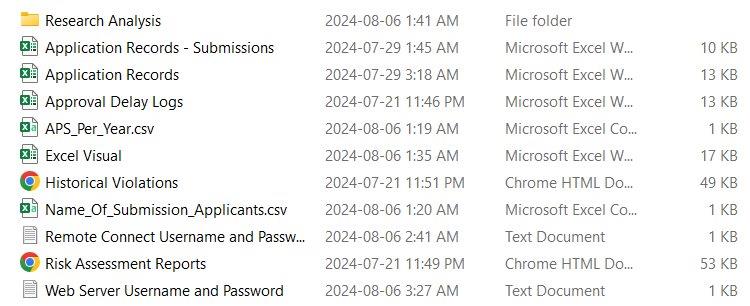 Research Analysis 2024-08-06 1:41 AM File folder
Application Records - Submissions 2024-07-29 1:45 AM Microsoft Excel W... 10 KB
Application Records 2024-07-29 3:18 AM Microsoft Excel W... 13 KB
Approval Delay Logs 2024-07-21 11:46 PM Microsoft Excel W... 13 KB
APS_Per_Year.csv 2024-08-06 1:19 AM Microsoft Excel Co... 1 KB
Excel Visual 2024-08-06 1:35 AM Microsoft Excel W... 17 KB
Historical Violations 2024-07-21 11:51 PM Chrome HTML Do... 49 KB
Name_Of_Submission_Applicants.csv 2024-08-06 1:20 AM Microsoft Excel Co... 1 KB
Remote Connect Username and Passw... 2024-08-06 2:41 AM Text Document 1 KB
Risk Assessment Reports 2024-07-21 11:49 PM Chrome HTML Do... 53 KB
Web Server Username and Password 2024-08-06 3:27 AM Text Document 1 KB